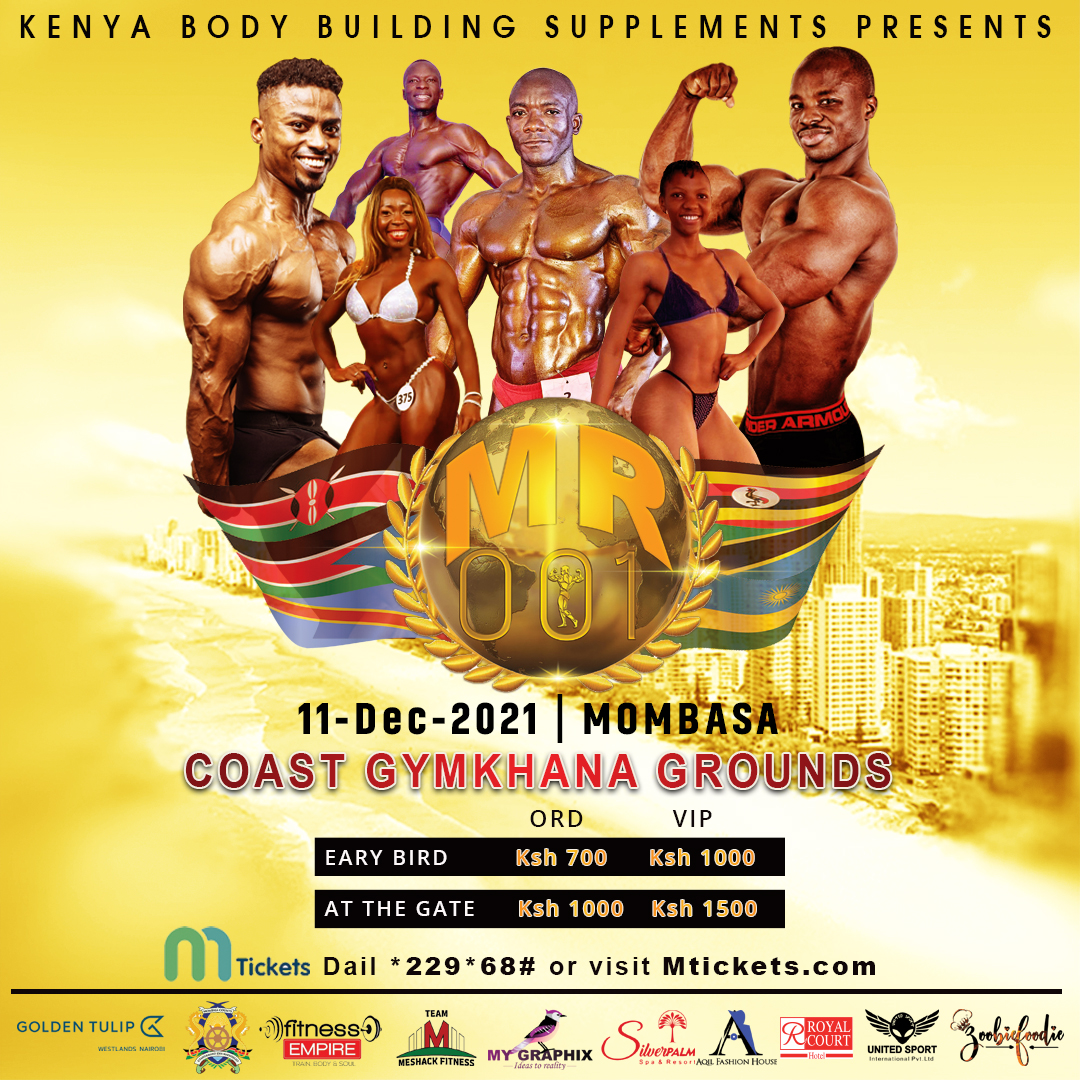 KENYA BODY BUILDING SUPPLEMENTS PRESENTS
375
2
UNDER ARMOU
MR
001
11-Dec-2021 | MOMBASA
COAST GYMKHANA GROUNDS
ORD VIP
EARY BIRD Ksh 700 Ksh 1000
AT THE GATE Ksh 1000 Ksh 1500
m Tickets Dail *229*68# or visit Mtickets.com
GOLDEN TULIP
WESTLANDS NAIROBI
fitness
EMPIRE
TRAIN BODY & SOUL
TEAM
M
MESHACK FITNESS
MY GRAPHIX
Ideas to reality
SILVERPALM
Spa & Resort
A
AQIL FASHION HOUSE
R
ROYAL
COURT
Hotel
UNITED SPORT
International Pvt Ltd
Zoobiefoodie